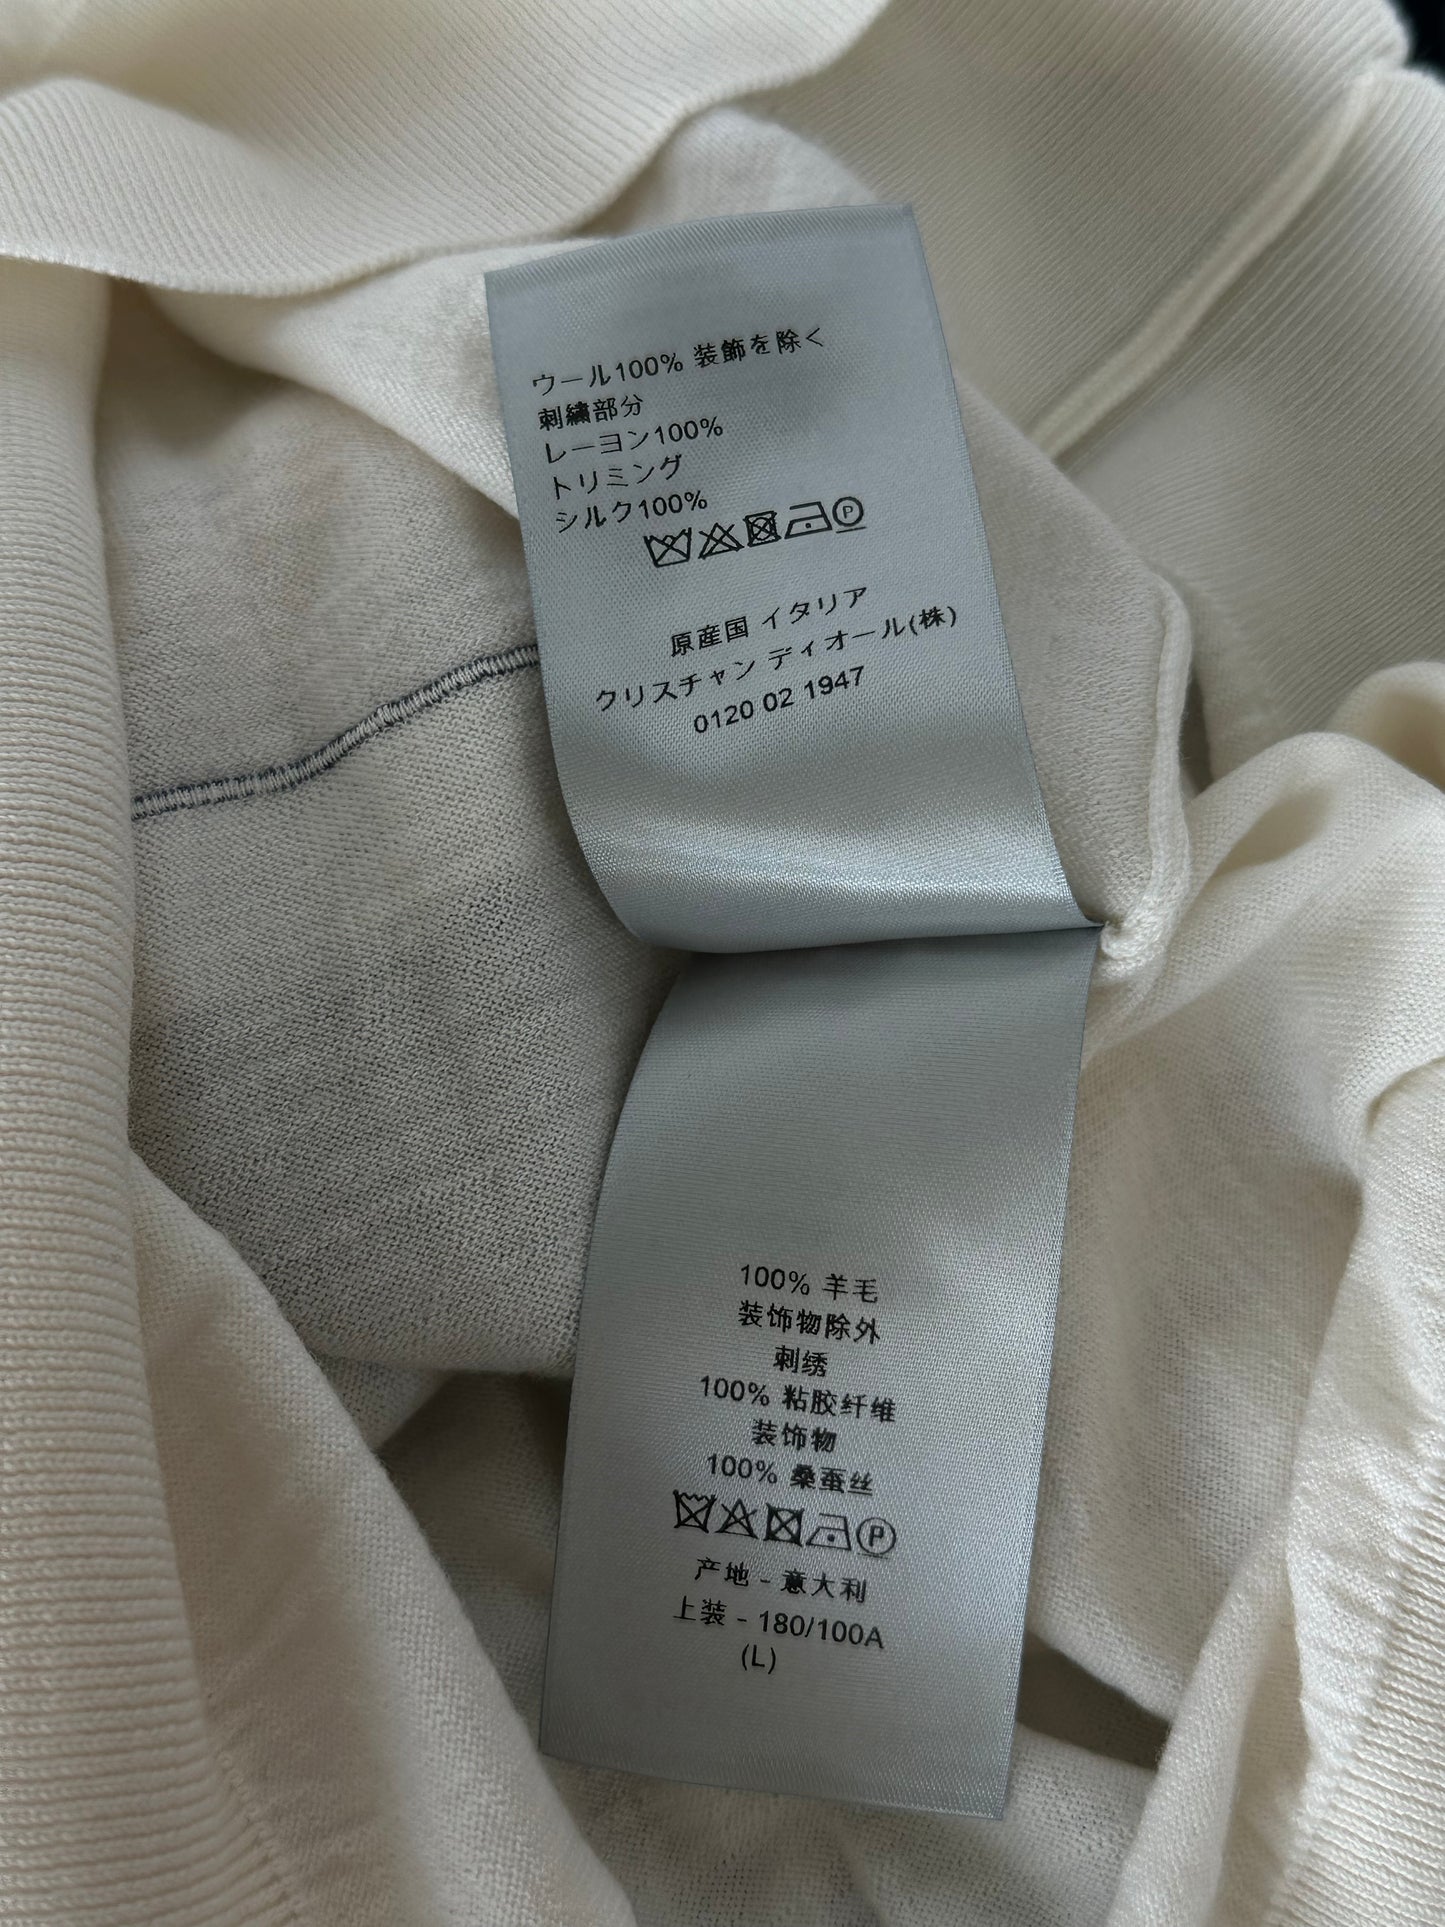 ウール100% 装飾を除く
刺繍部分
レーヨン100%
トリミング
シルク100%
P
原産国 イタリア
クリスチャン ディオール(株)
0120 02 1947
100% 羊毛
装饰物除外
刺绣
100% 粘胶纤维
装饰物
100% 桑蚕丝
P
产地 - 意大利
上装 - 180/100A
(L)